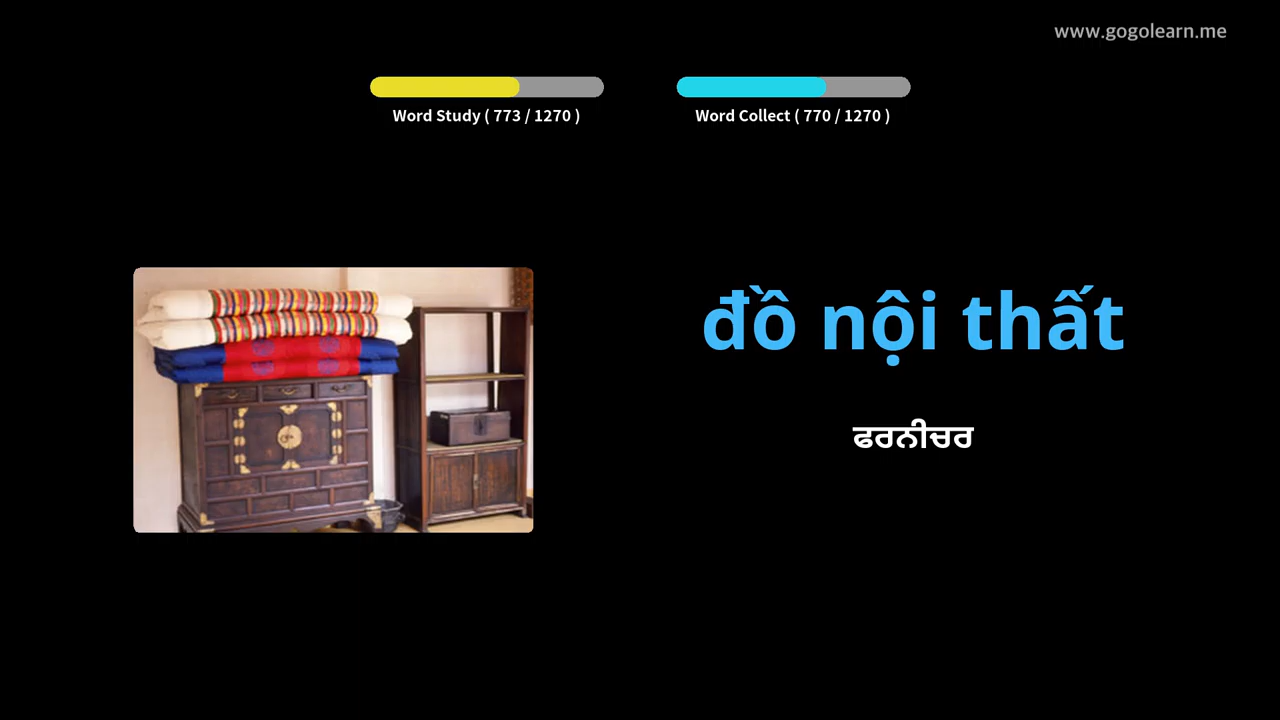 www.gogolearn.me
Word Study ( 773 / 1270 )
Word Collect ( 770 / 1270 )
đồ nội thất
ਫਰਨੀਚਰ